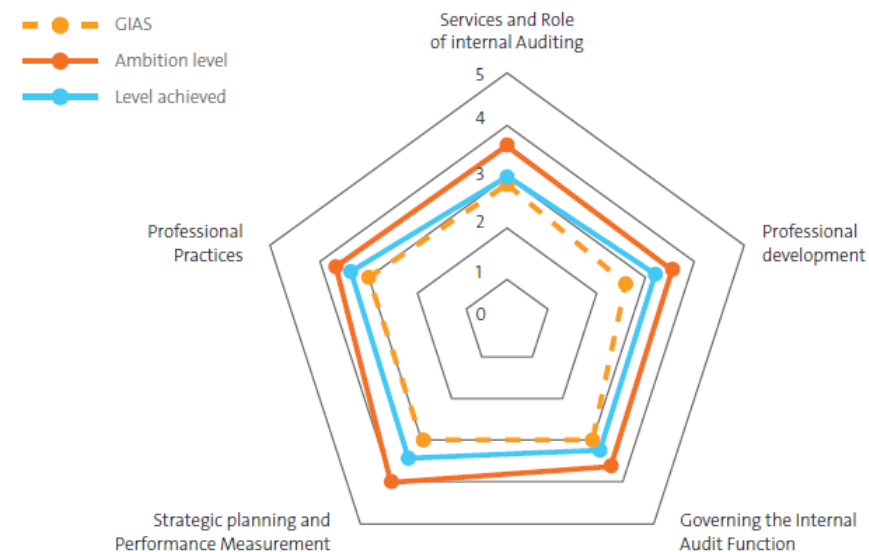 GIAS
Ambition level
Level achieved
Services and Role
of internal Auditing
5
4
3
2
1
0
Professional
Practices
Professional
development
Strategic planning and
Performance Measurement
Governing the Internal
Audit Function